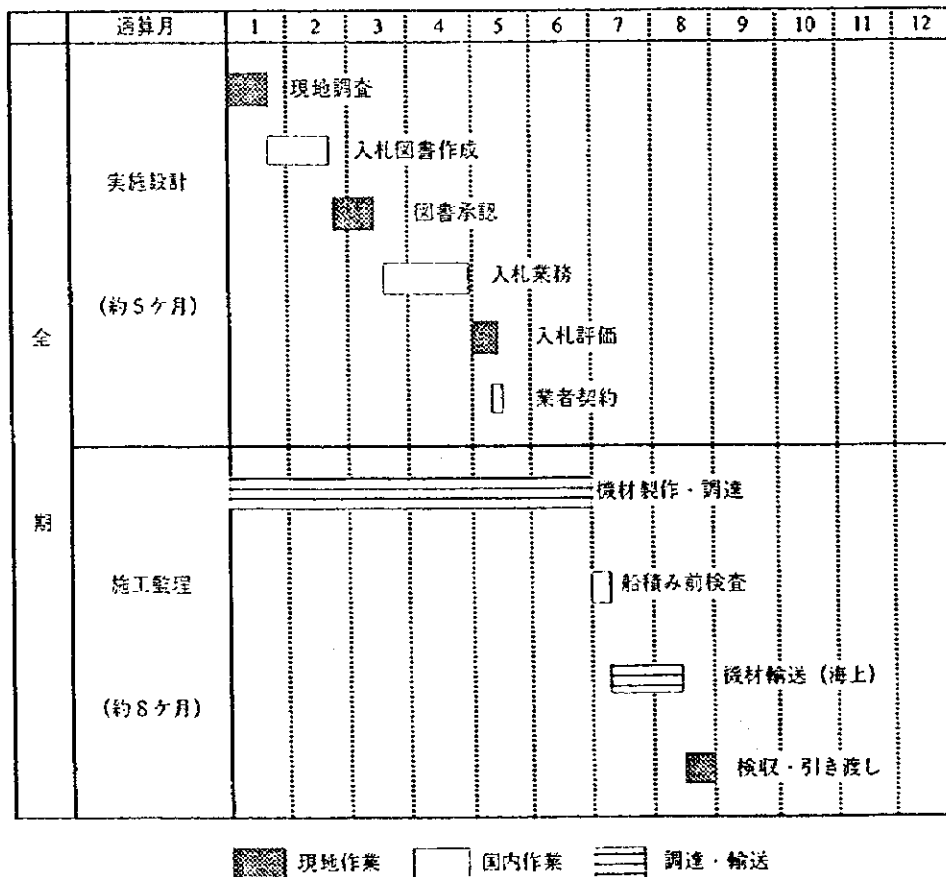 通算月 1 2 3 4 5 6 7 8 9 10 11 12
全期
実施設計
(約5ケ月)
現地調査
入札図書作成
図書承認
入札業務
入札評価
業者契約
施工監理
(約8ケ月)
機材製作・調達
船積み前検査
機材輸送(海上)
検収・引き渡し
現地作業 国内作業 調達・輸送